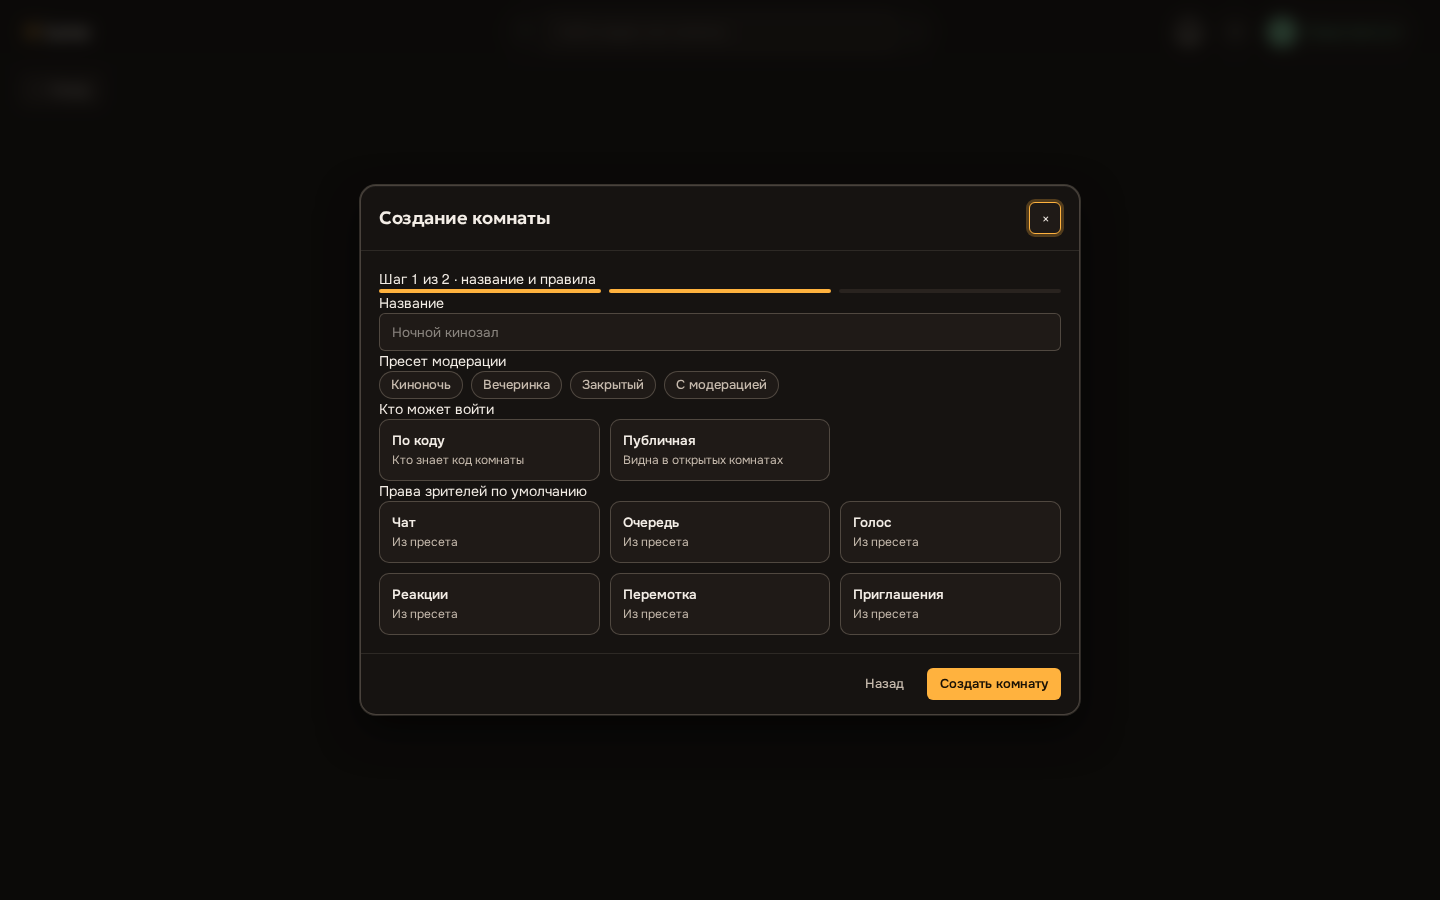 Создание комнаты
×
Шаг 1 из 2 · название и правила
Название
Ночной кинозал
Пресет модерации
Киноночь Вечеринка Закрытый С модерацией
Кто может войти
По коду Публичная
Кто знает код комнаты Видна в открытых комнатах
Права зрителей по умолчанию
Чат Очередь Голос
Из пресета Из пресета Из пресета
Реакции Перемотка Приглашения
Из пресета Из пресета Из пресета
Назад Создать комнату